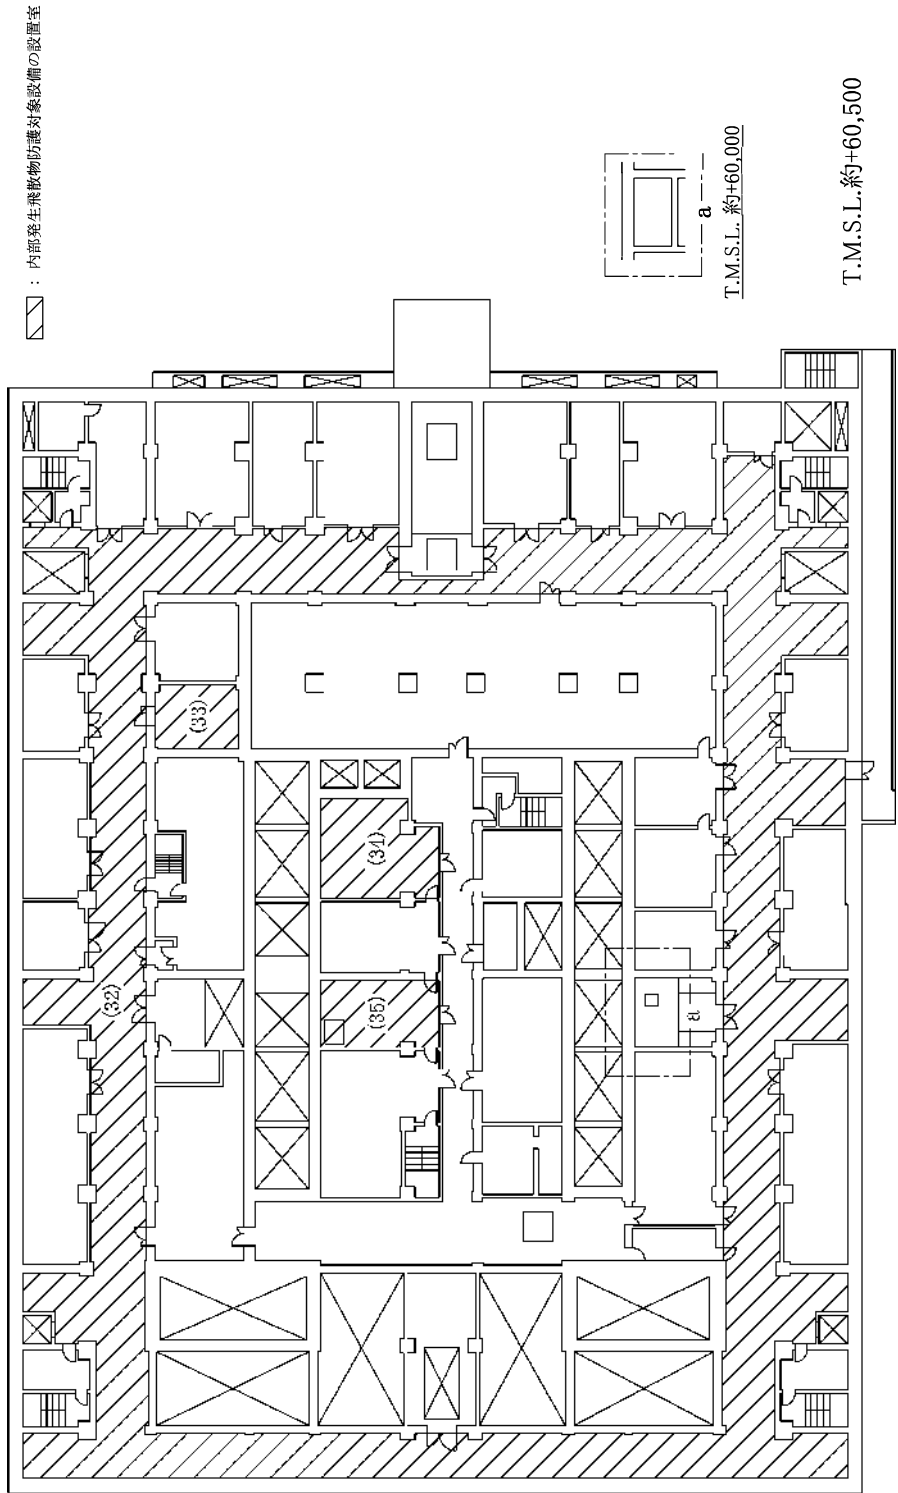 : 内部発生飛散物防護対象設備の設置室
a
T.M.S.L. 約+60,000
T.M.S.L.約+60,500
(33)
(34)
(32)
(35)
a